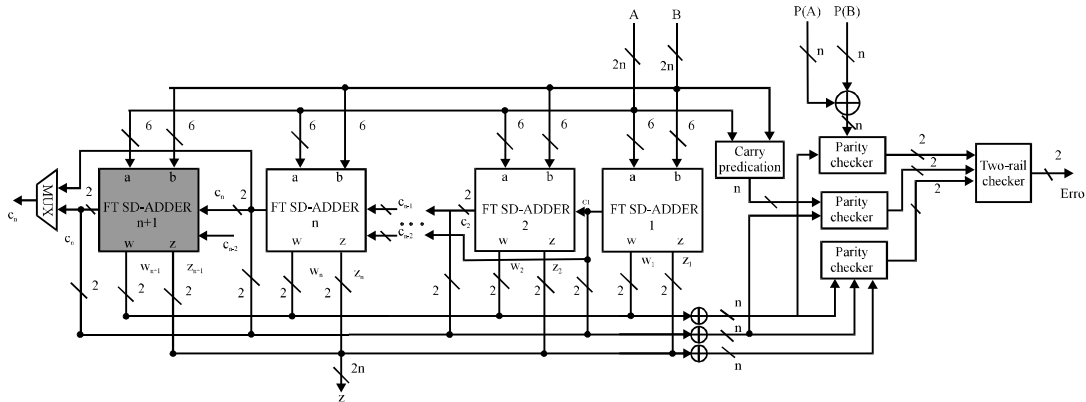 A B P(A) P(B)
2n 2n n n
n
6 6 6 6 6 6 6 6
a b a b a b a b
Carry predication
n
Parity checker
2
Two-rail checker
2
Erro
MUX
cₙ
2
cₙ
FT SD-ADDER n+1
cₙ
2
cₙ₋₂
FT SD-ADDER n
cₙ₋₁
cₙ₋₂
2
c₂
FT SD-ADDER 2
C1
FT SD-ADDER 1
Parity checker
2
Parity checker
2
w z w z w z w z
wₙ₋₁ zₙ₋₁ wₙ zₙ w₂ z₂ w₁ z₁
2 2 2 2 2 2 2 2 2 2 2 2
n
n
n
2n
z